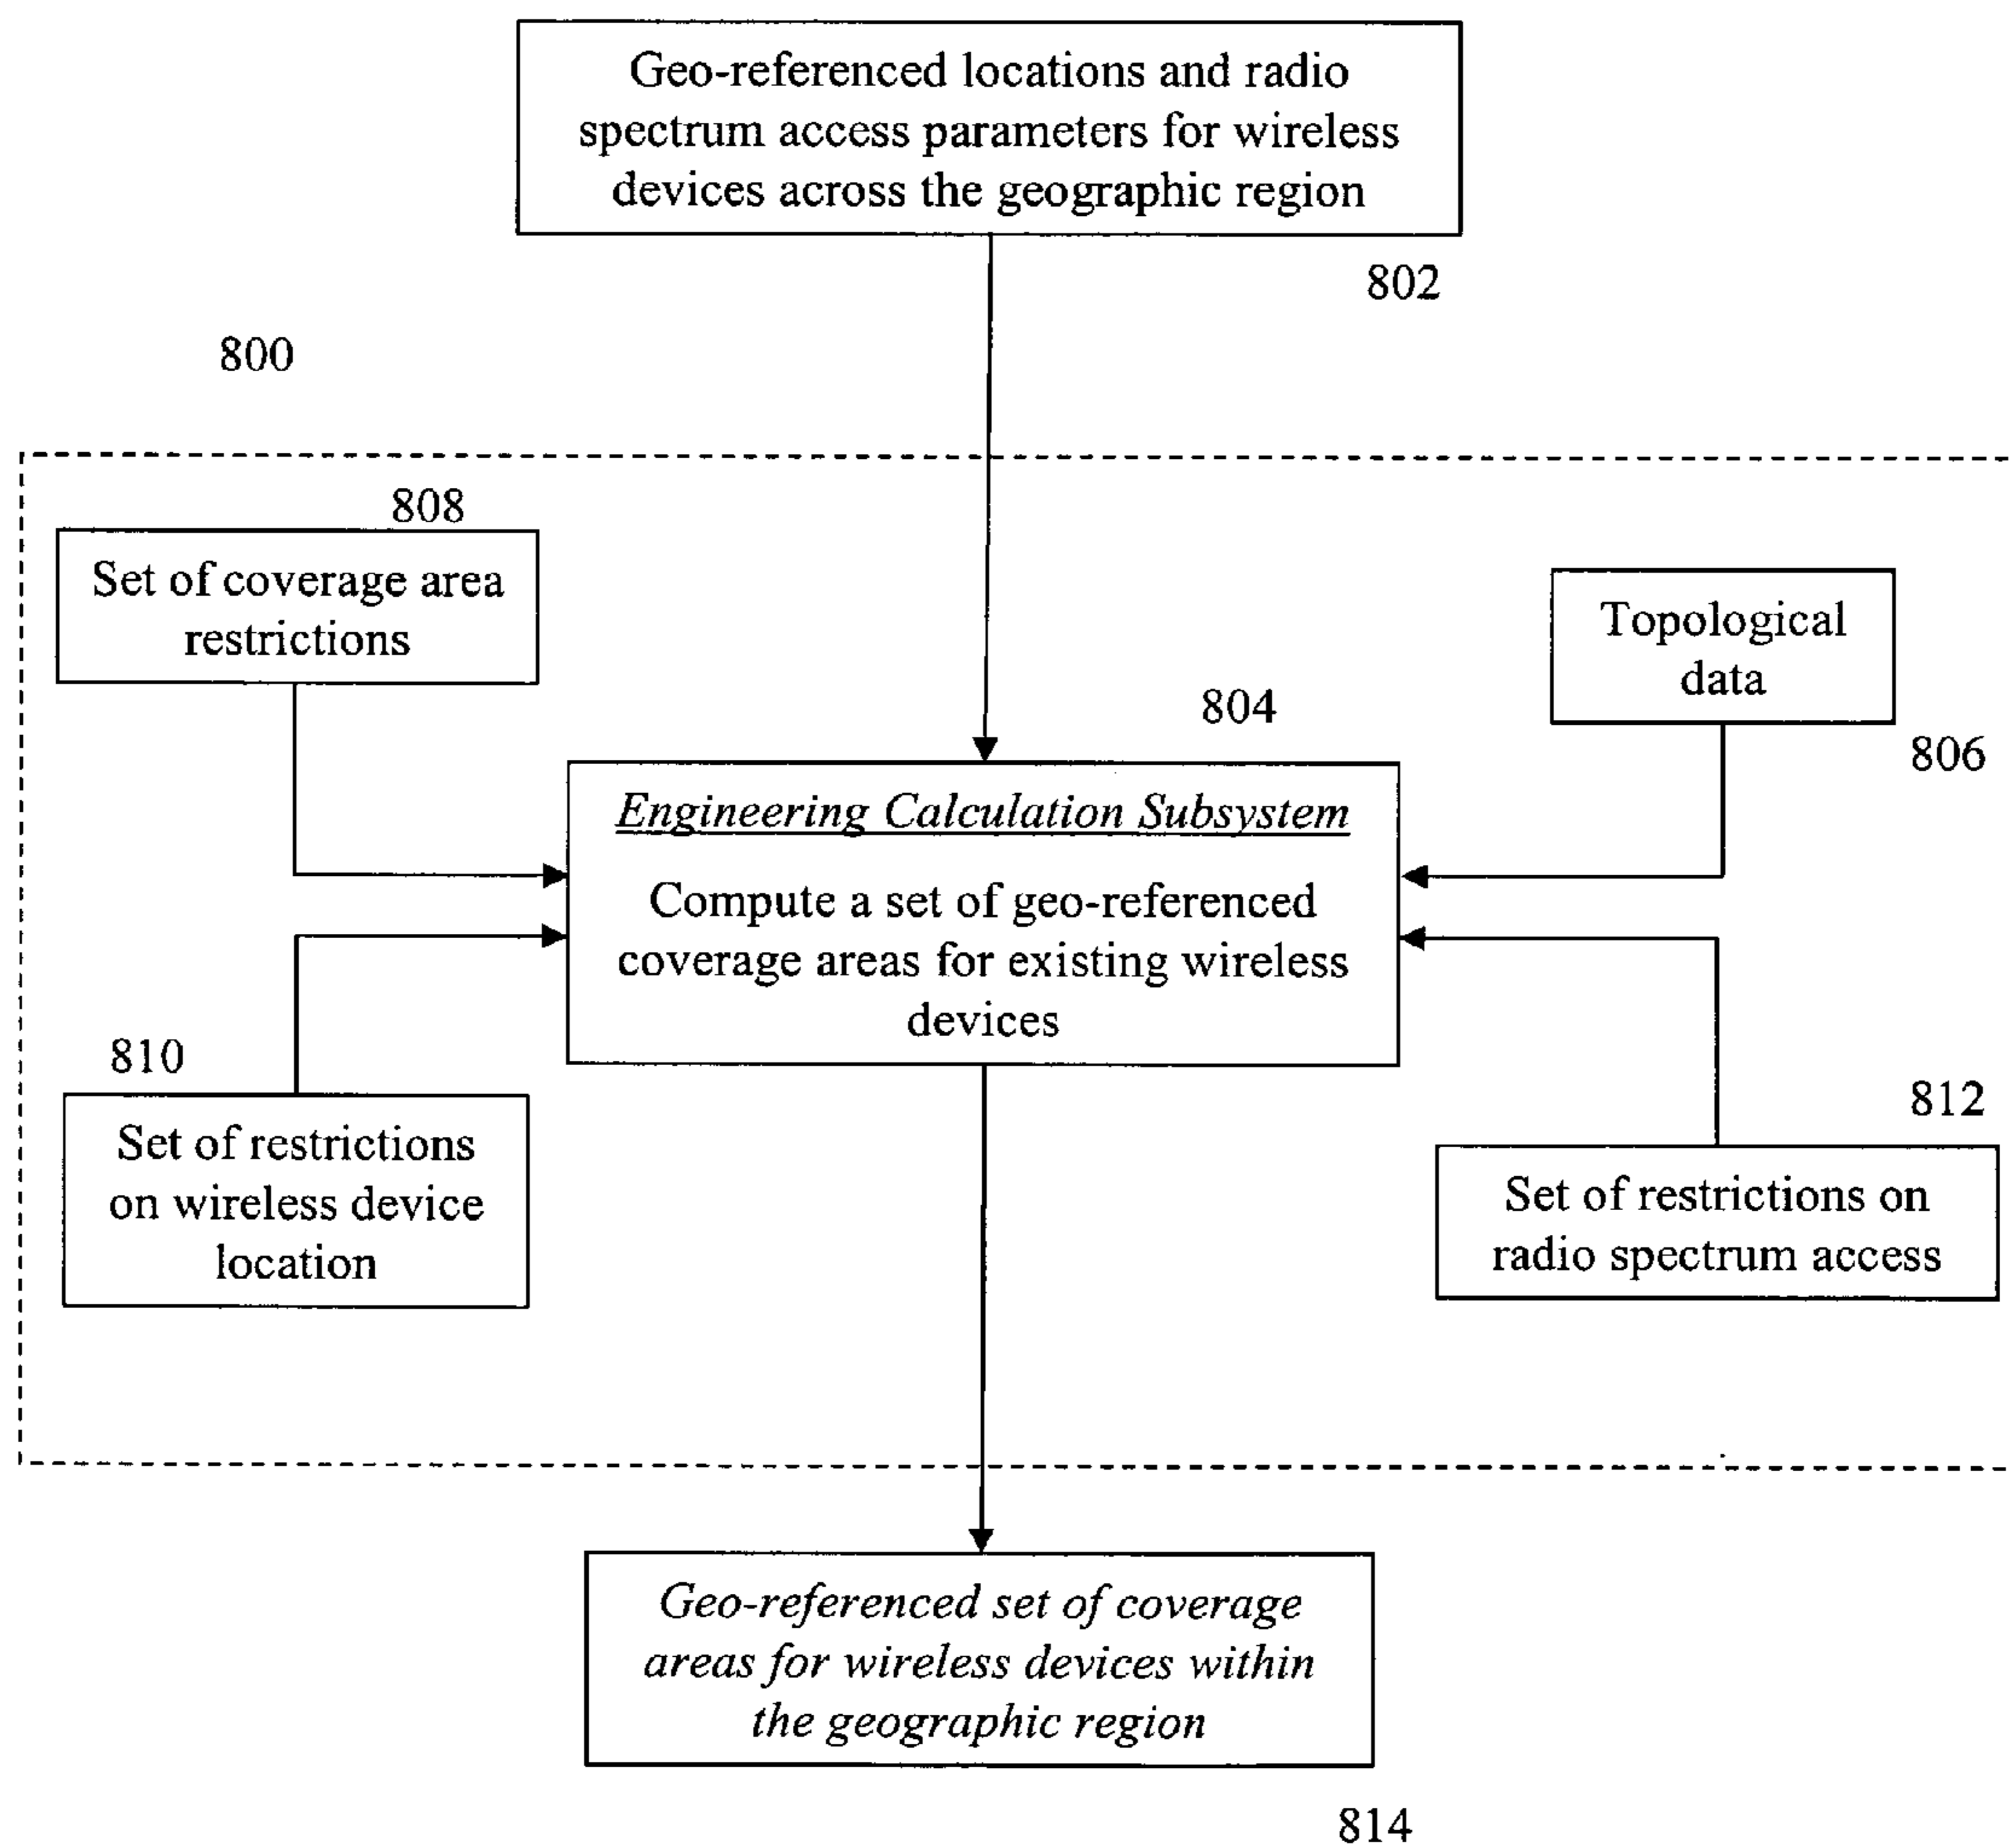 Geo-referenced locations and radio
spectrum access parameters for wireless
devices across the geographic region
802
800
808
Set of coverage area
restrictions
Topological
data
806
804
Engineering Calculation Subsystem
Compute a set of geo-referenced
coverage areas for existing wireless
devices
810
Set of restrictions
on wireless device
location
812
Set of restrictions on
radio spectrum access
Geo-referenced set of coverage
areas for wireless devices within
the geographic region
814